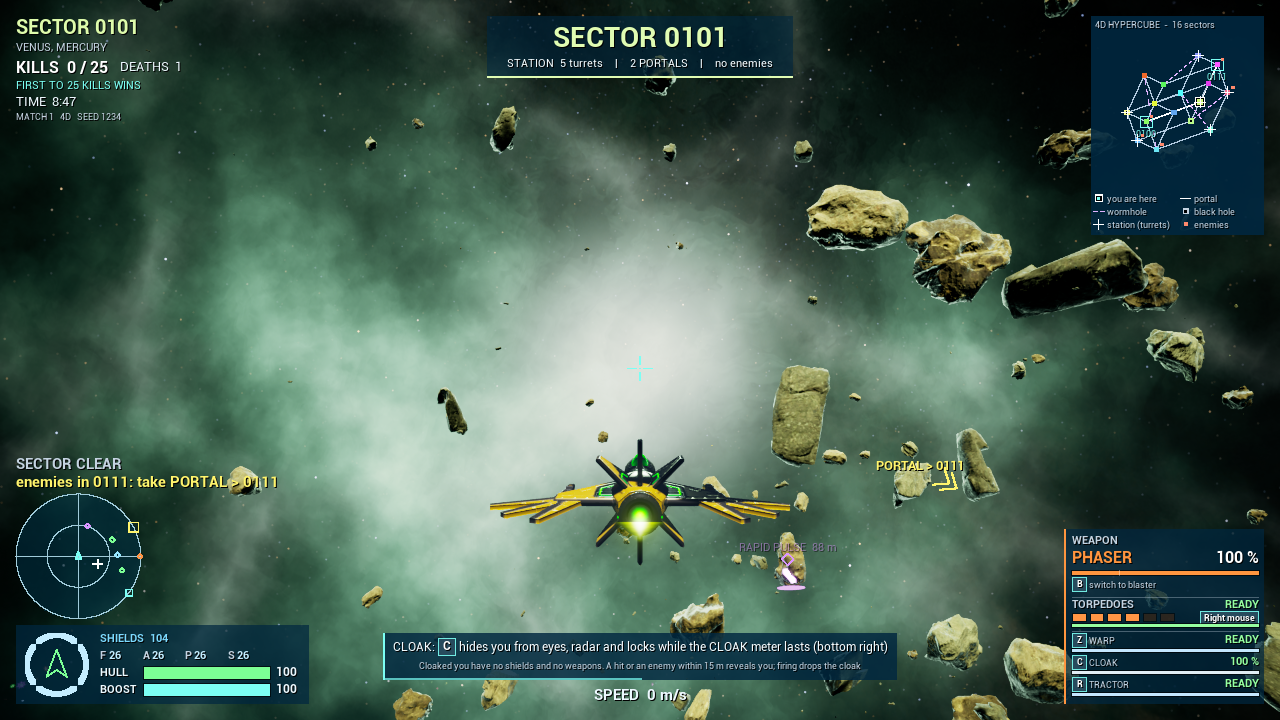 SECTOR 0101
VENUS, MERCURY
KILLS 0 / 25 DEATHS 1
FIRST TO 25 KILLS WINS
TIME 8:47
MATCH 1 4D SEED 1234
SECTOR 0101
STATION 5 turrets | 2 PORTALS | no enemies
4D HYPERCUBE - 16 sectors
you are here
portal
wormhole
black hole
station (turrets)
enemies
PORTAL > 0111
SECTOR CLEAR
enemies in 0111: take PORTAL > 0111
RAPID PULSE 88 m
WEAPON
PHASER 100 %
B switch to blaster
TORPEDOES READY
Right mouse
Z WARP READY
C CLOAK 100 %
R TRACTOR READY
SHIELDS 104
F 26 A 26 P 26 S 26
HULL 100
BOOST 100
CLOAK: C hides you from eyes, radar and locks while the CLOAK meter lasts (bottom right)
Cloaked you have no shields and no weapons. A hit or an enemy within 15 m reveals you; firing drops the cloak
SPEED 0 m/s